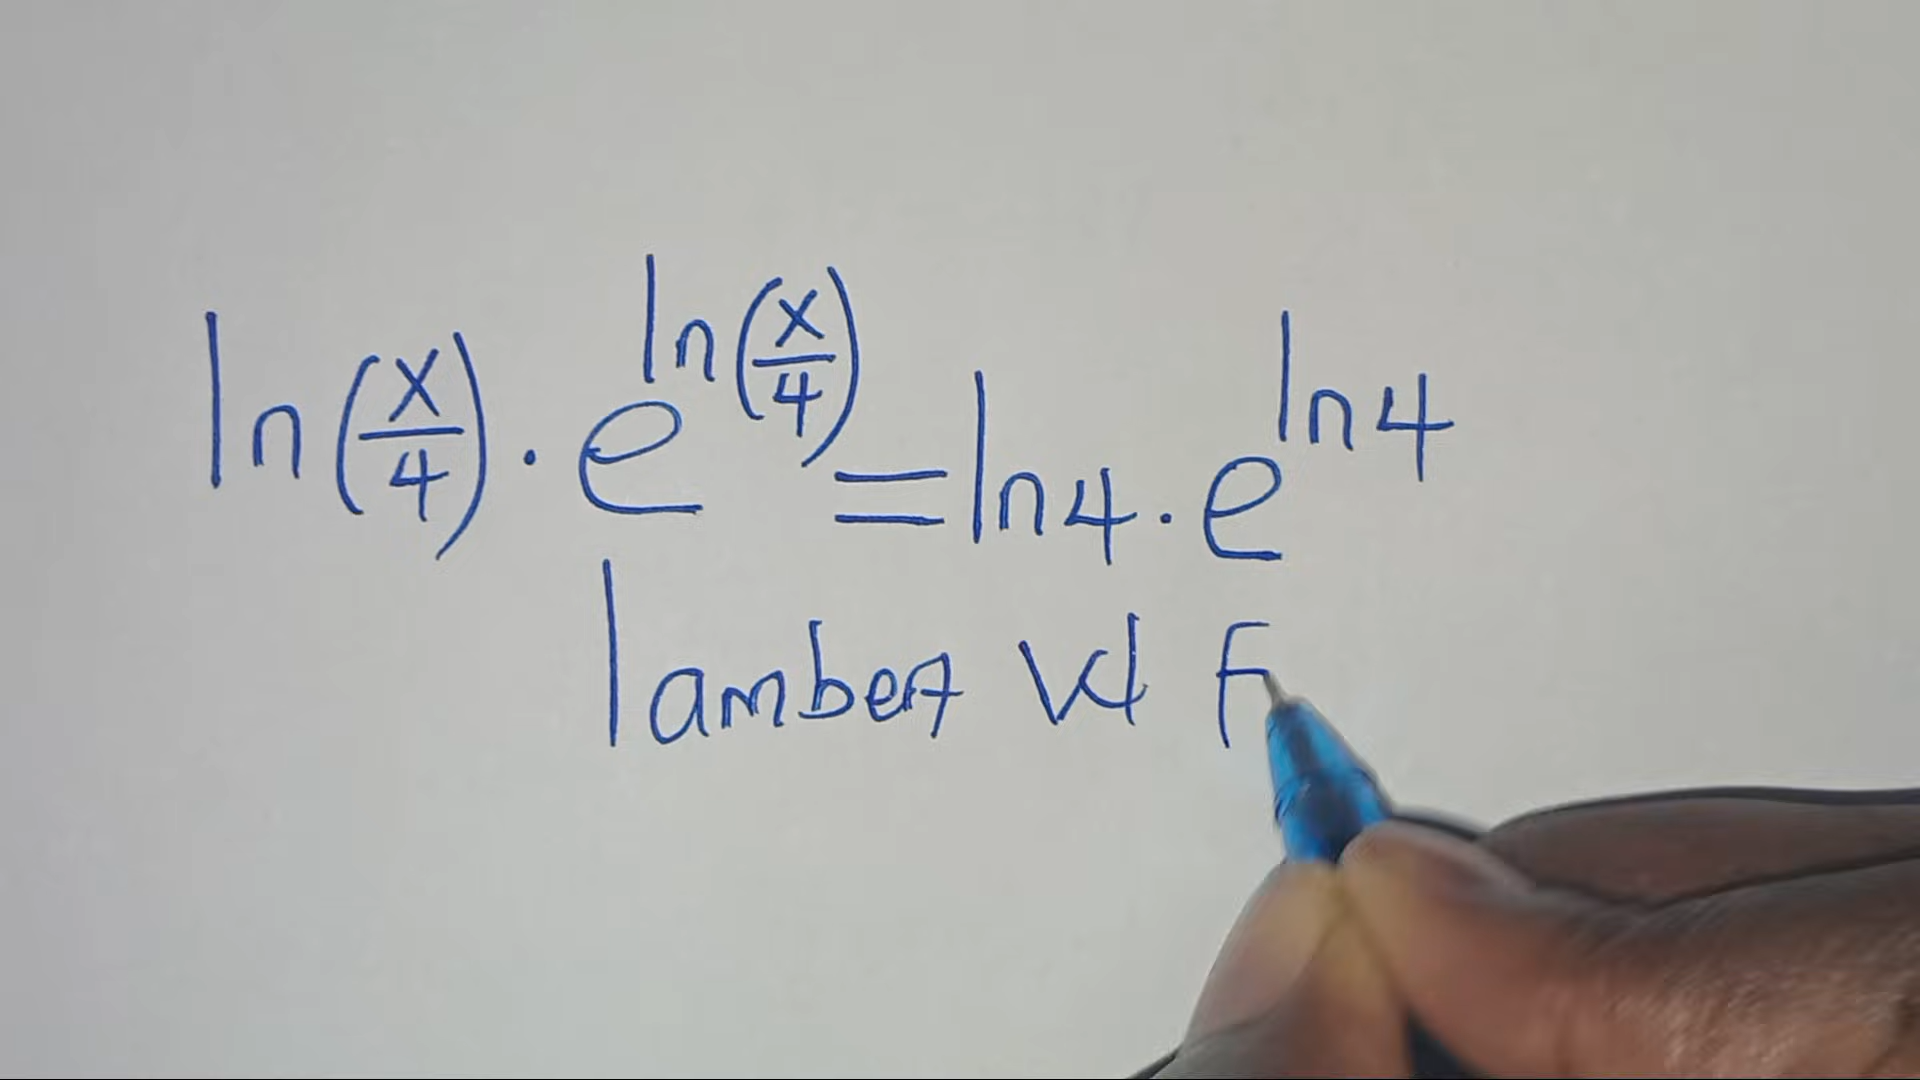 ln(x/4) · e^ln(x/4) = ln4 · e^ln4
lambert W F